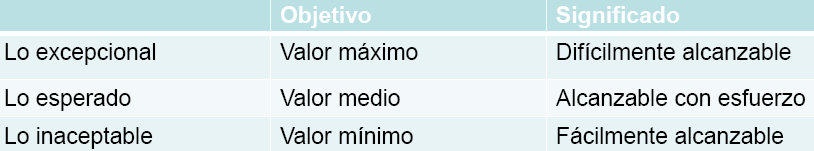 Objetivo Significado
Lo excepcional Valor máximo Difícilmente alcanzable
Lo esperado Valor medio Alcanzable con esfuerzo
Lo inaceptable Valor mínimo Fácilmente alcanzable